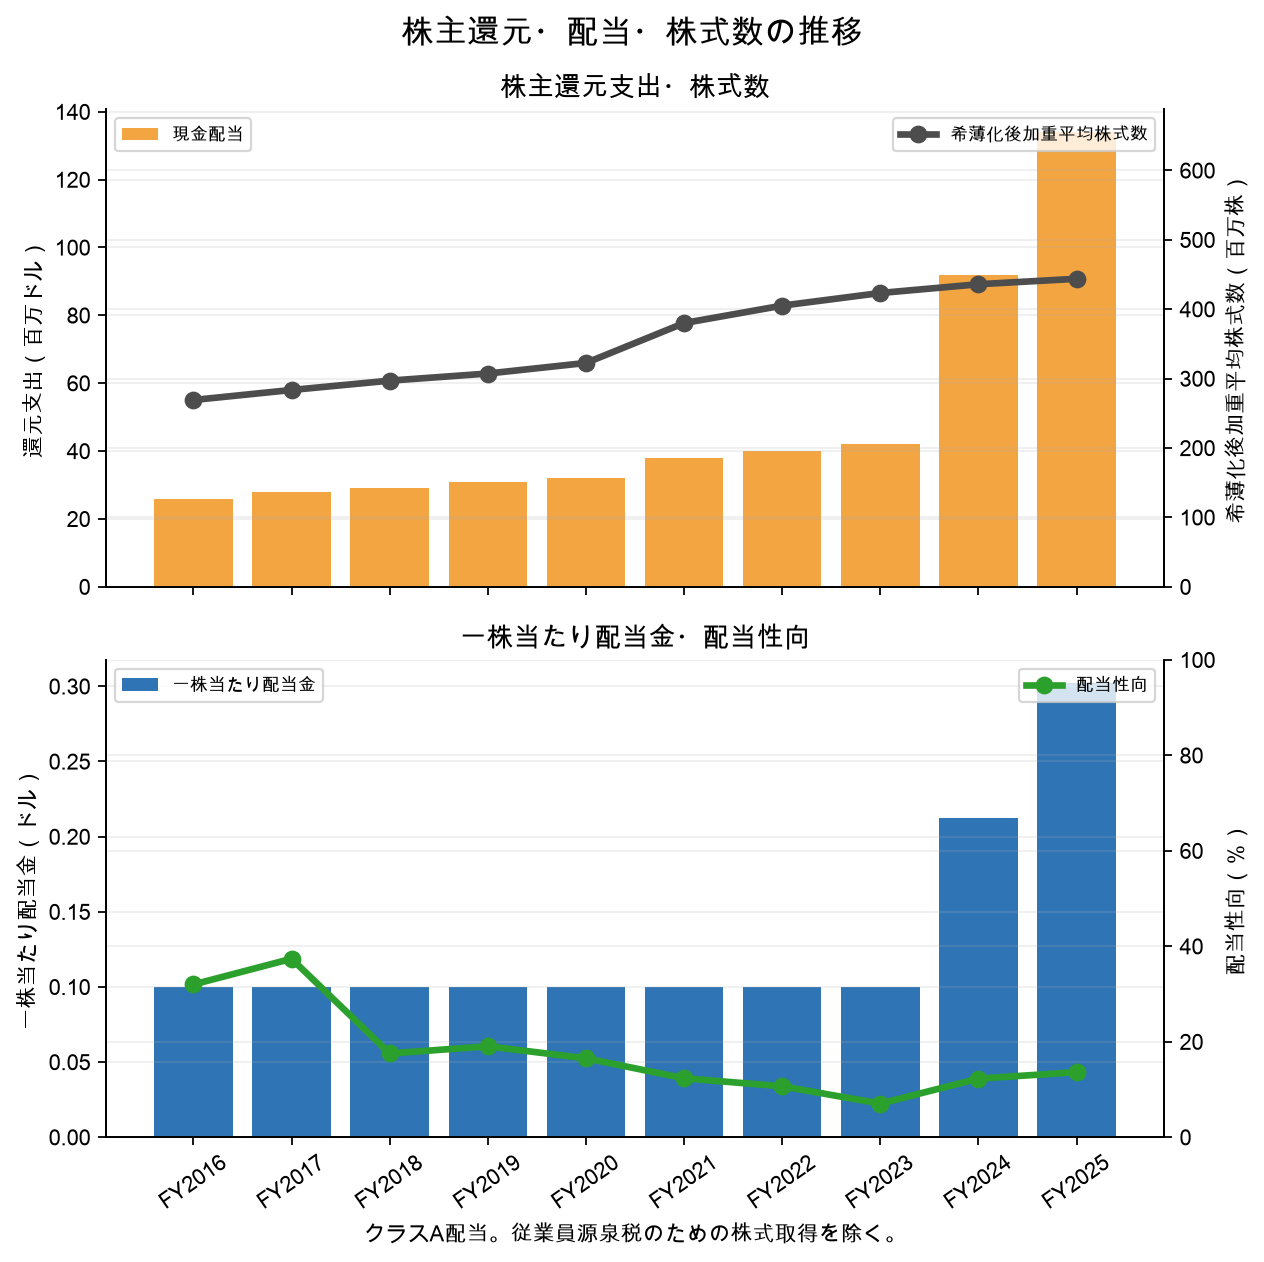 株主還元・配当・株式数の推移
株主還元支出・株式数
現金配当
希薄化後加重平均株式数
140
120
100
80
60
40
20
0
還元支出(百万ドル)
600
500
400
300
200
100
0
希薄化後加重平均株式数(百万株)
一株当たり配当金・配当性向
一株当たり配当金
配当性向
0.30
0.25
0.20
0.15
0.10
0.05
0.00
一株当たり配当金(ドル)
100
80
60
40
20
0
配当性向(%)
FY2016 FY2017 FY2018 FY2019 FY2020 FY2021 FY2022 FY2023 FY2024 FY2025
クラスA配当。従業員源泉税のための株式取得を除く。